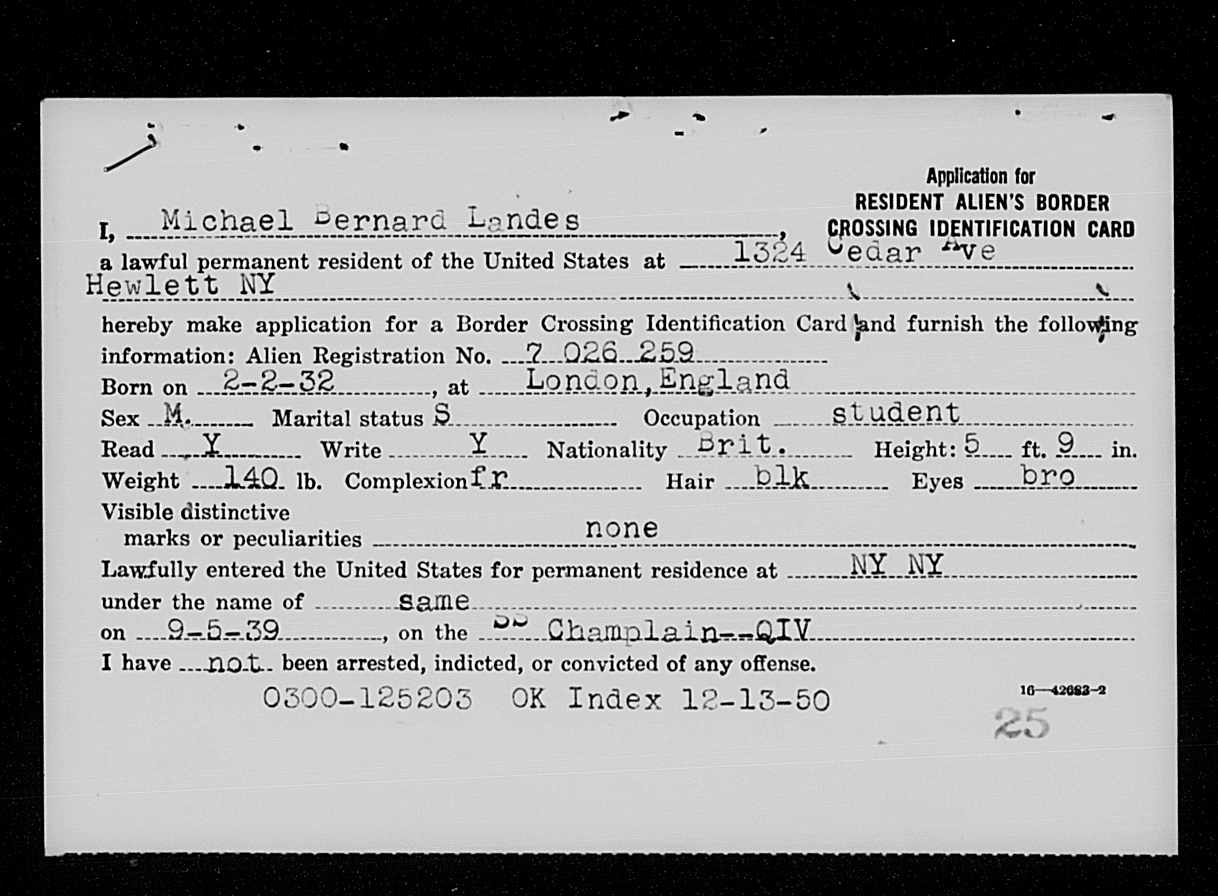 Application for
RESIDENT ALIEN'S BORDER
CROSSING IDENTIFICATION CARD
I, Michael Bernard Landes,
a lawful permanent resident of the United States at 1324 Cedar Ave
Hewlett NY
hereby make application for a Border Crossing Identification Card and furnish the following
information: Alien Registration No. 7 026 259
Born on 2-2-32, at London, England
Sex M. Marital status S Occupation student
Read Y Write Y Nationality Brit. Height: 5 ft. 9 in.
Weight 140 lb. Complexion fr Hair blk Eyes bro
Visible distinctive
marks or peculiarities none
Lawfully entered the United States for permanent residence at NY NY
under the name of same
on 9-5-39, on the SS Champlain--QIV
I have not been arrested, indicted, or convicted of any offense.
0300-125203 OK Index 12-13-50
16—42683-2
25